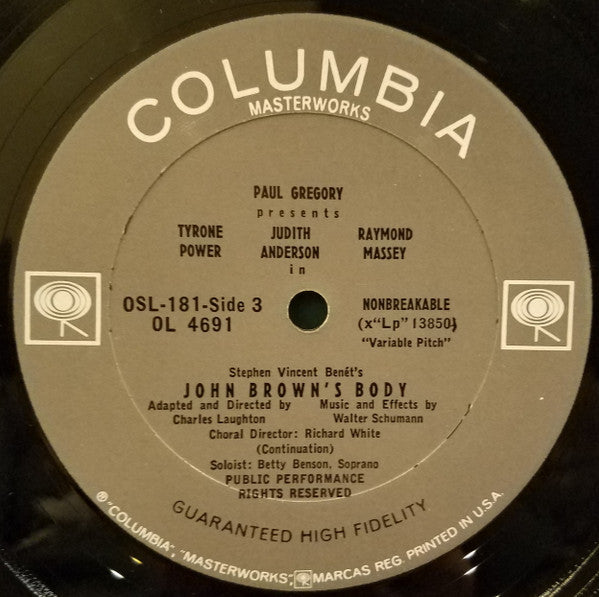 COLUMBIA
MASTERWORKS
PAUL GREGORY
presents
TYRONE POWER
JUDITH ANDERSON
RAYMOND MASSEY
in
OSL-181-Side 3
OL 4691
NONBREAKABLE
(x"Lp" 13850)
"Variable Pitch"
Stephen Vincent Benét's
JOHN BROWN'S BODY
Adapted and Directed by
Charles Laughton
Music and Effects by
Walter Schumann
Choral Director: Richard White
(Continuation)
Soloist: Betty Benson, Soprano
PUBLIC PERFORMANCE
RIGHTS RESERVED
GUARANTEED HIGH FIDELITY
® "COLUMBIA", "MASTERWORKS", MARCAS REG. PRINTED IN U.S.A.